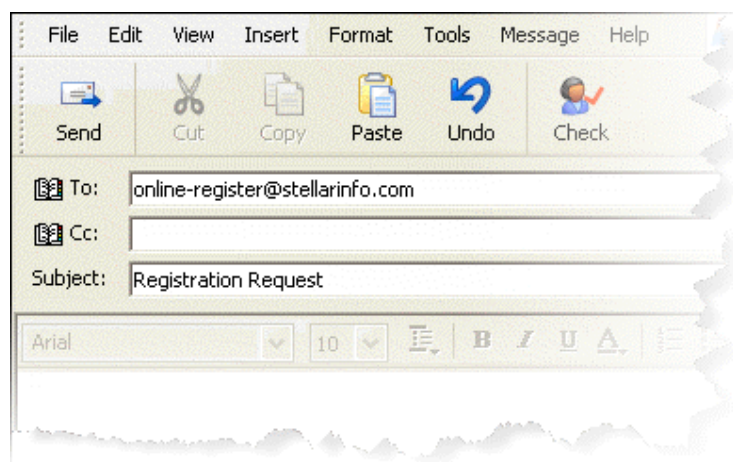 File Edit View Insert Format Tools Message Help
Send Cut Copy Paste Undo Check
To: online-register@stellarinfo.com
Cc:
Subject: Registration Request
Arial 10 B I U A